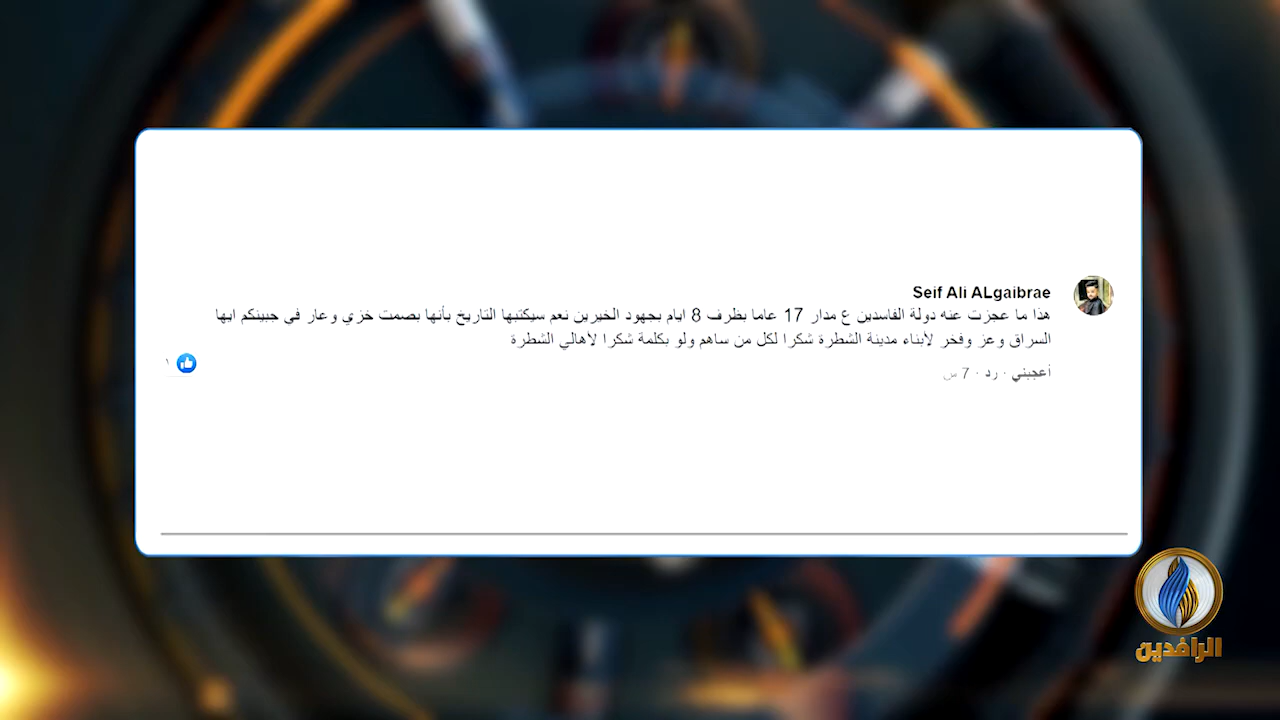 Seif Ali ALgaibrae
هذا ما عجزت عنه دولة الفاسدين ع مدار 17 عاما بظرف 8 ايام بجهود الخيرين نعم سيكتبها التاريخ بأنها بصمت خزي وعار في جبينكم ايها
السراق وعز وفخر لأبناء مدينة الشطرة شكرا لكل من ساهم ولو بكلمة شكرا لأهالي الشطرة
أعجبني · رد · 7 س
١
الرافدين